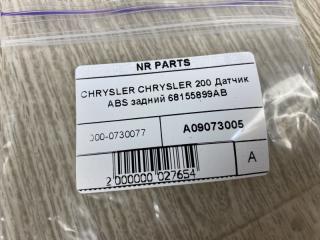 NR PARTS
CHRYSLER CHRYSLER 200 Датчик
ABS задний 68155899AB
000-0730077
A09073005
A
2 000000 027654